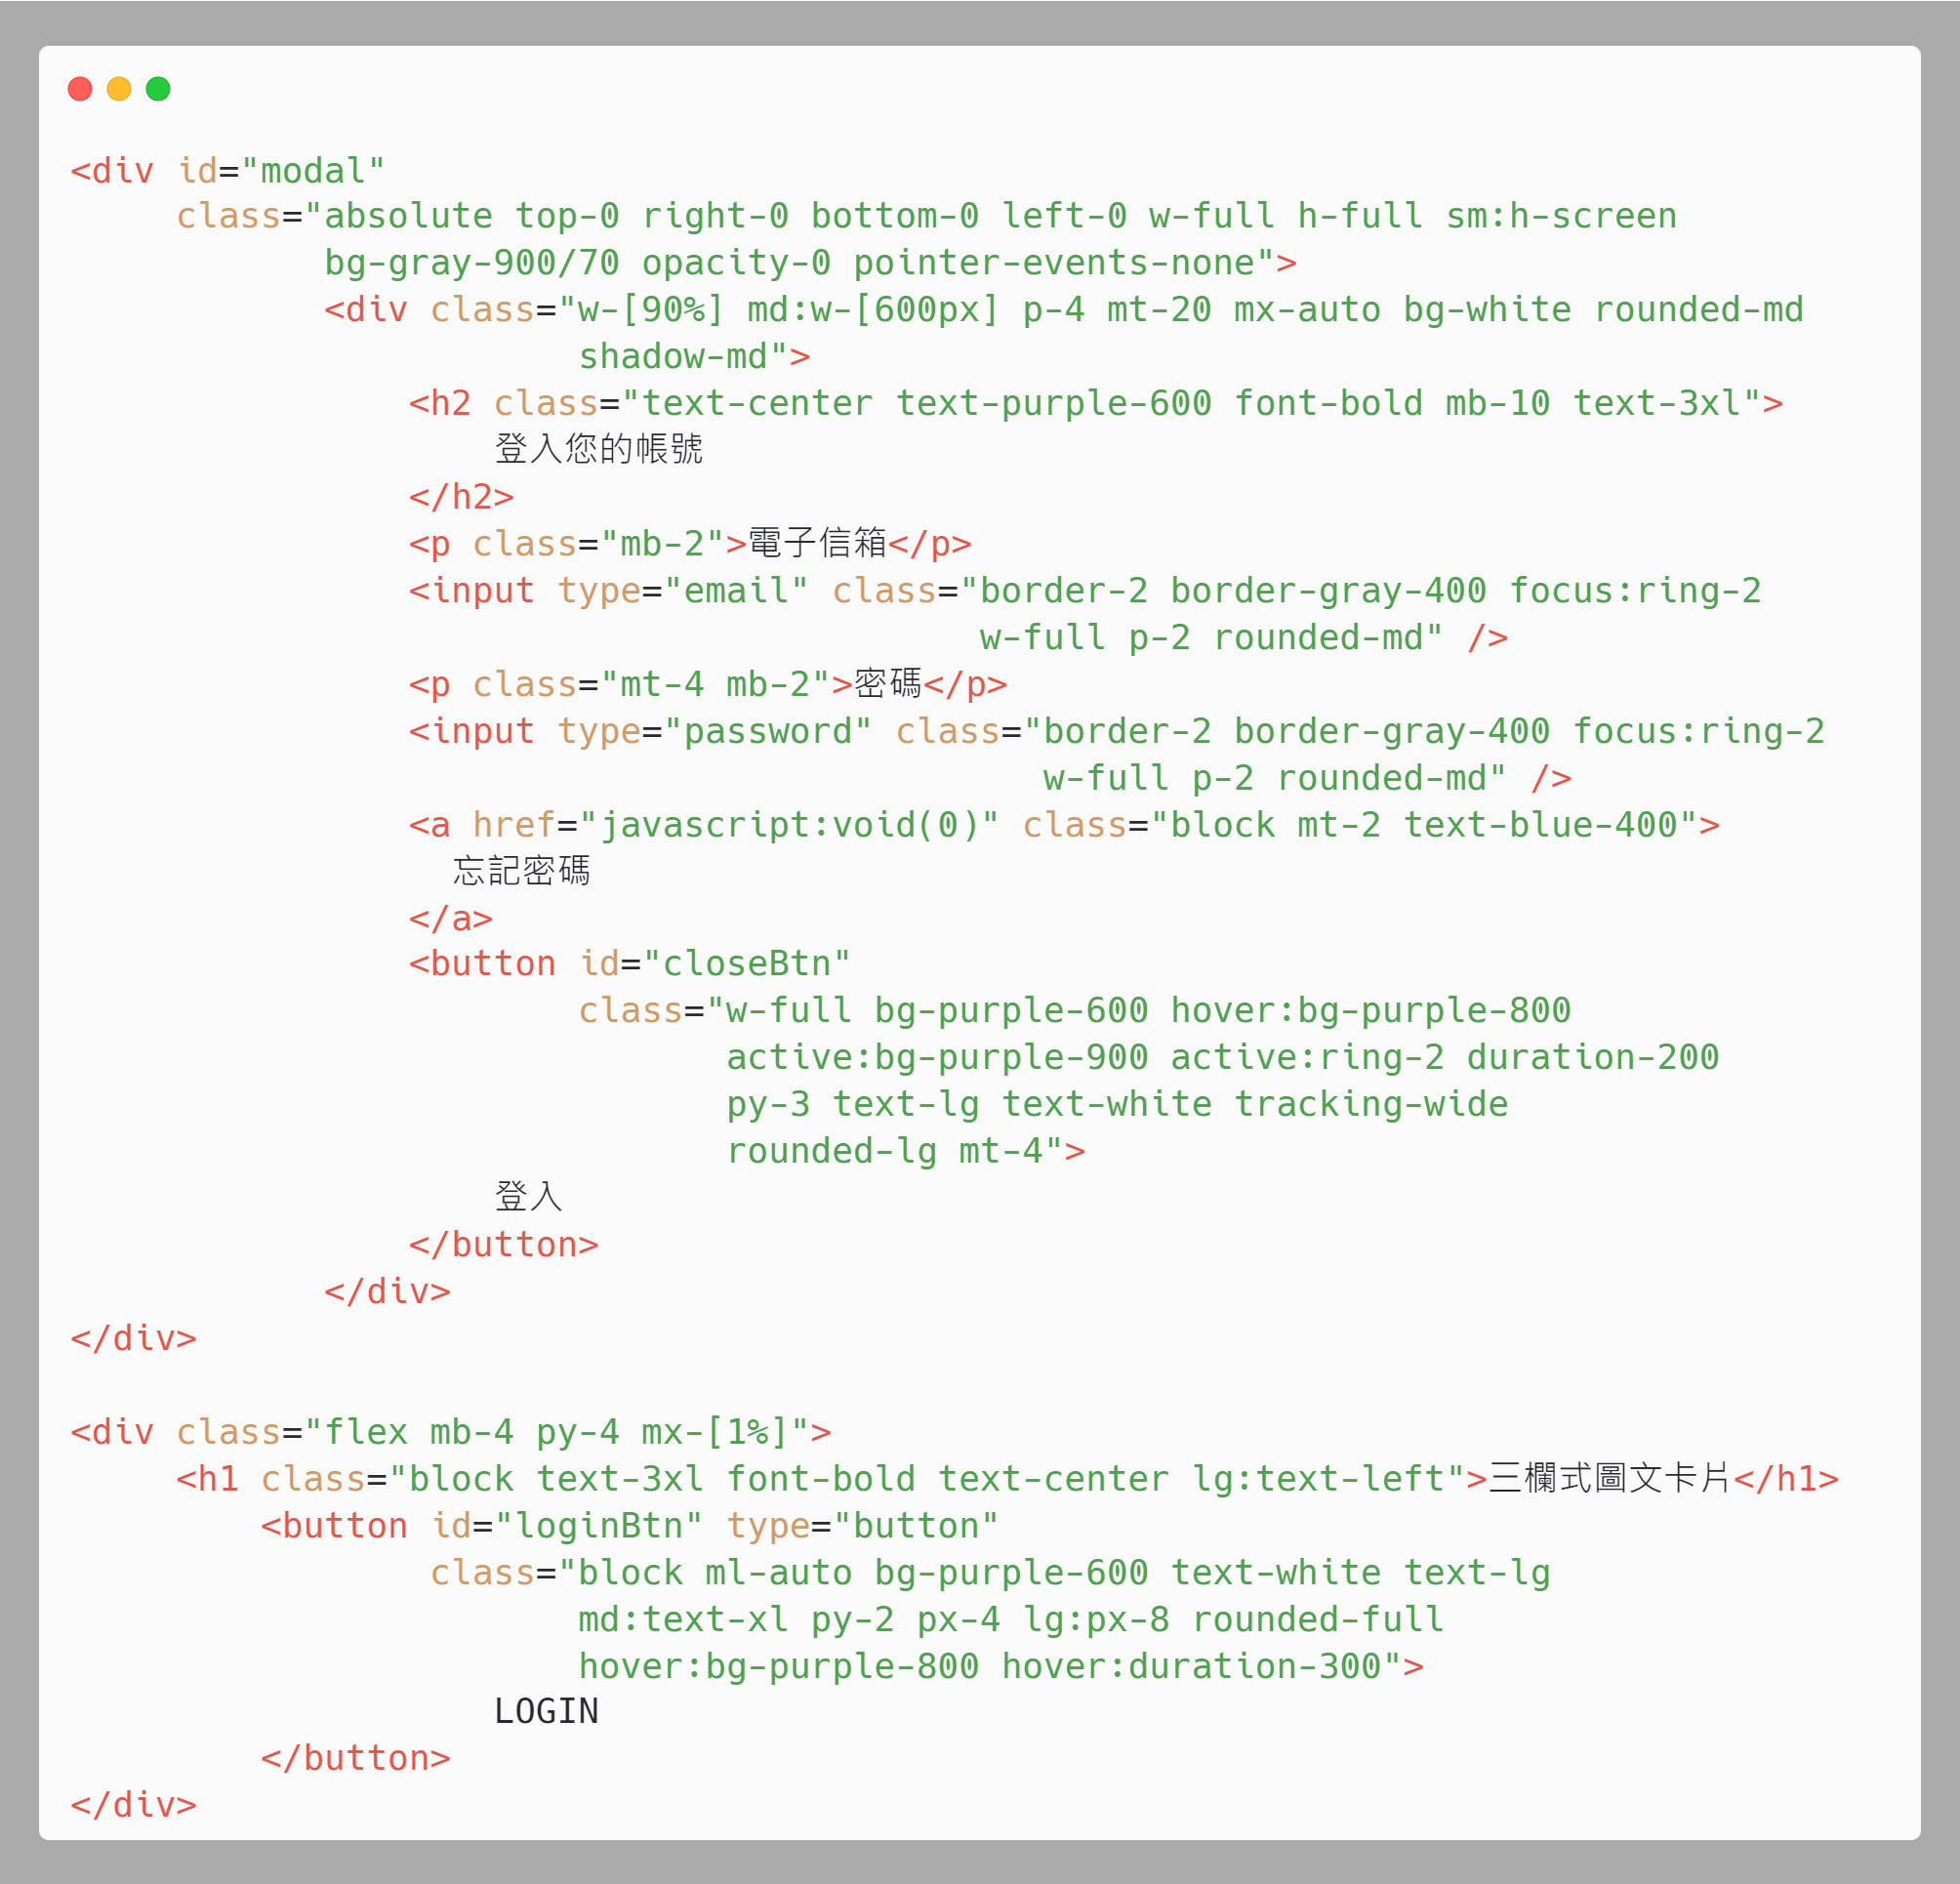 <div id="modal"
     class="absolute top-0 right-0 bottom-0 left-0 w-full h-full sm:h-screen
            bg-gray-900/70 opacity-0 pointer-events-none">
            <div class="w-[90%] md:w-[600px] p-4 mt-20 mx-auto bg-white rounded-md
                        shadow-md">
                <h2 class="text-center text-purple-600 font-bold mb-10 text-3xl">
                    登入您的帳號
                </h2>
                <p class="mb-2">電子信箱</p>
                <input type="email" class="border-2 border-gray-400 focus:ring-2
                                           w-full p-2 rounded-md" />
                <p class="mt-4 mb-2">密碼</p>
                <input type="password" class="border-2 border-gray-400 focus:ring-2
                                              w-full p-2 rounded-md" />
                <a href="javascript:void(0)" class="block mt-2 text-blue-400">
                  忘記密碼
                </a>
                <button id="closeBtn"
                        class="w-full bg-purple-600 hover:bg-purple-800
                               active:bg-purple-900 active:ring-2 duration-200
                               py-3 text-lg text-white tracking-wide
                               rounded-lg mt-4">
                    登入
                </button>
            </div>
</div>

<div class="flex mb-4 py-4 mx-[1%]">
     <h1 class="block text-3xl font-bold text-center lg:text-left">三欄式圖文卡片</h1>
         <button id="loginBtn" type="button"
                 class="block ml-auto bg-purple-600 text-white text-lg
                        md:text-xl py-2 px-4 lg:px-8 rounded-full
                        hover:bg-purple-800 hover:duration-300">
                    LOGIN
         </button>
</div>